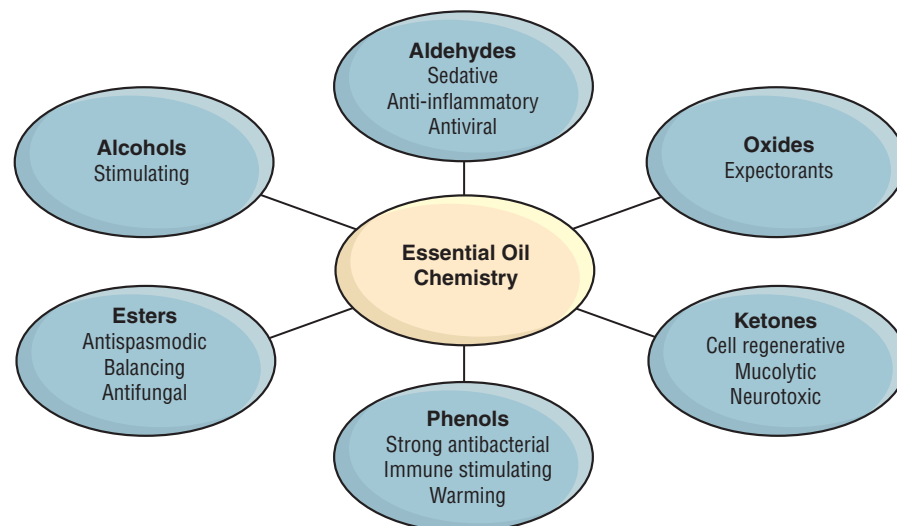 Aldehydes
Sedative
Anti-inflammatory
Antiviral
Alcohols
Stimulating
Oxides
Expectorants
Essential Oil
Chemistry
Esters
Antispasmodic
Balancing
Antifungal
Ketones
Cell regenerative
Mucolytic
Neurotoxic
Phenols
Strong antibacterial
Immune stimulating
Warming